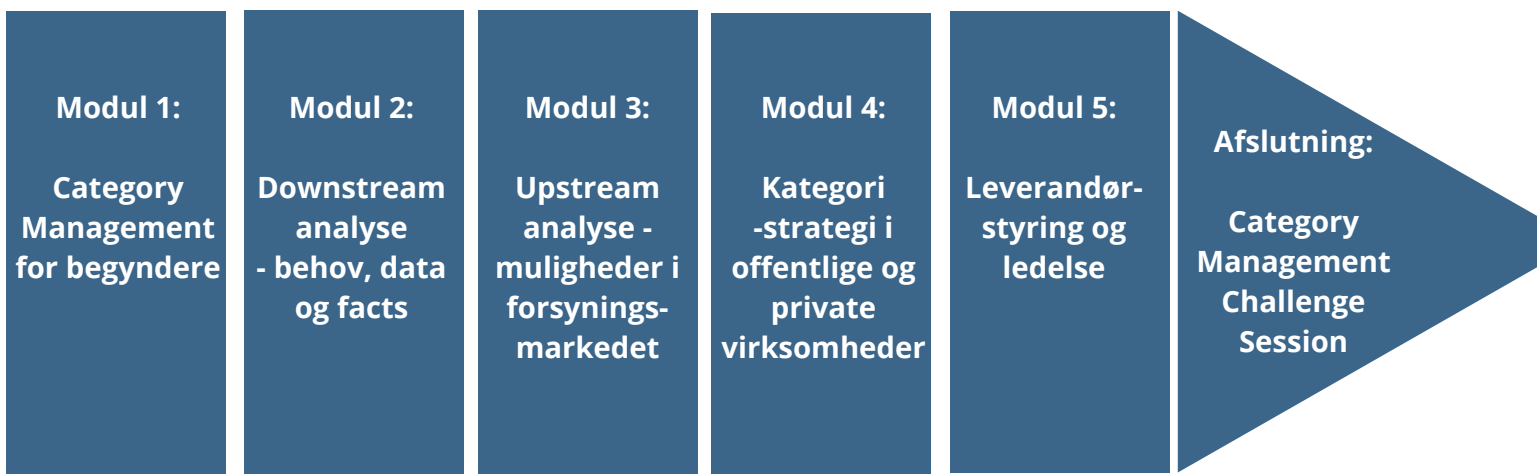 Modul 1:
Category
Management
for begyndere
Modul 2:
Downstream
analyse
- behov, data
og facts
Modul 3:
Upstream
analyse -
muligheder i
forsynings-
markedet
Modul 4:
Kategori
-strategi i
offentlige og
private
virksomheder
Modul 5:
Leverandør-
styring og
ledelse
Afslutning:
Category
Management
Challenge
Session